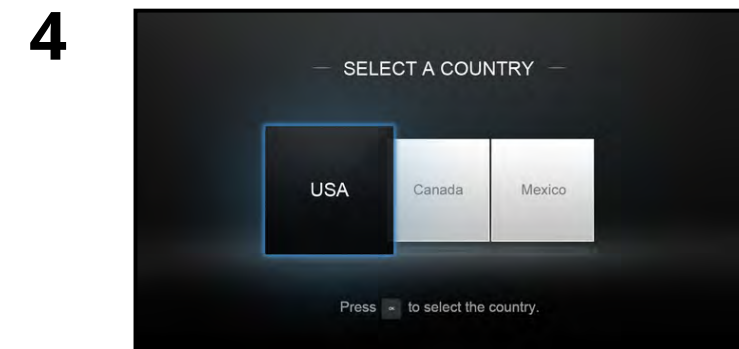 4
SELECT A COUNTRY
USA Canada Mexico
Press to select the country.